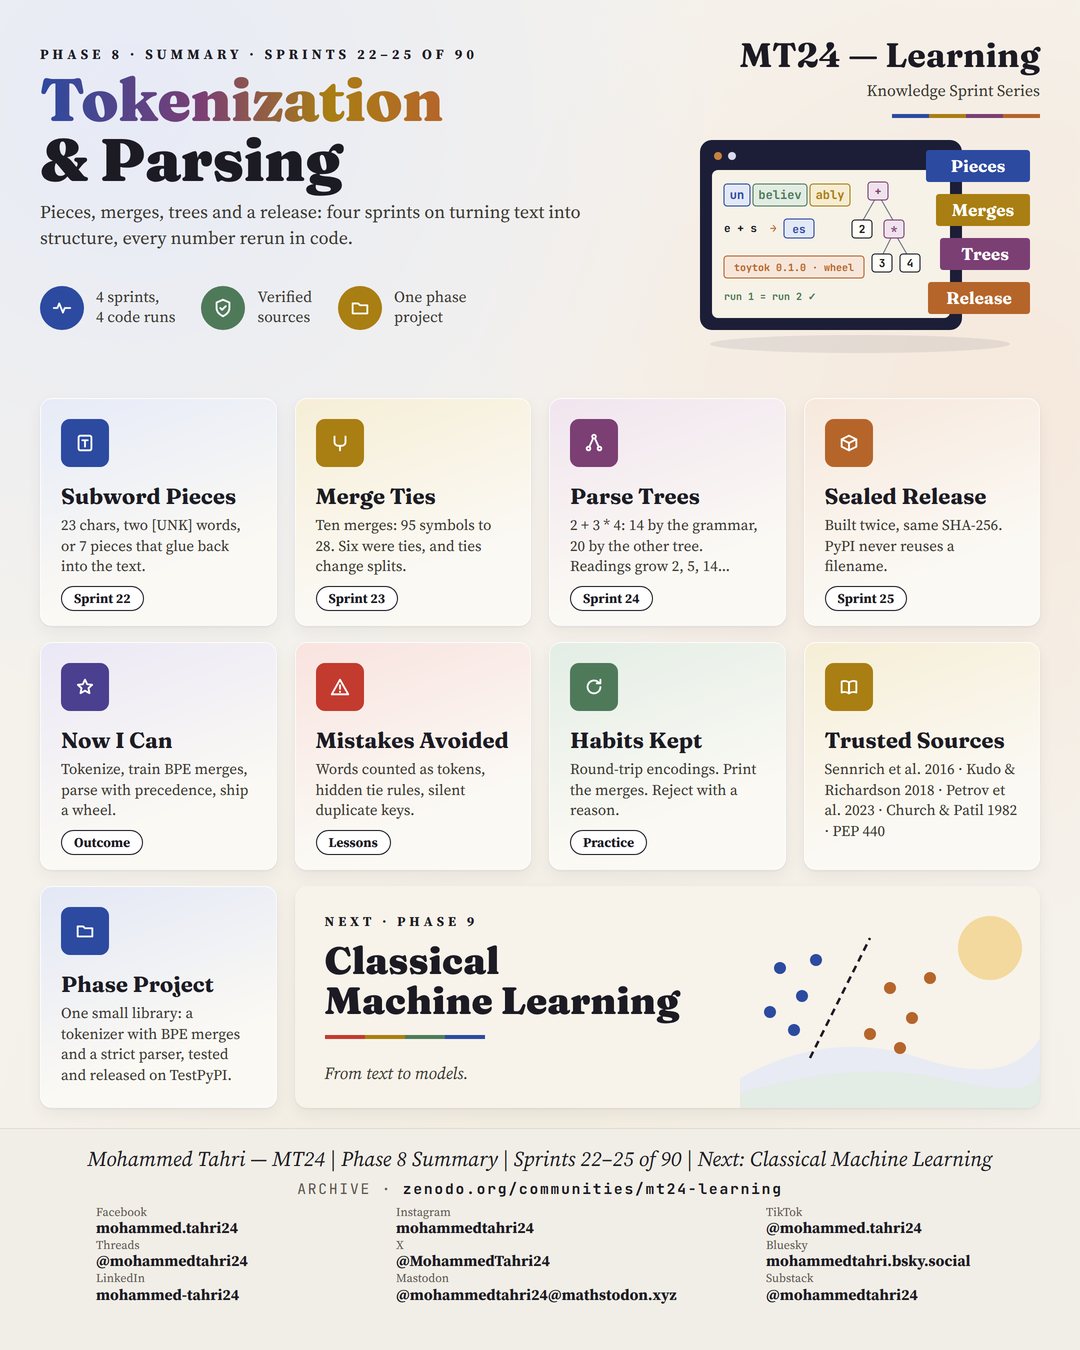 PHASE 8 · SUMMARY · SPRINTS 22–25 OF 90
Tokenization
& Parsing
Pieces, merges, trees and a release: four sprints on turning text into
structure, every number rerun in code.
4 sprints,
4 code runs
Verified
sources
One phase
project
MT24 — Learning
Knowledge Sprint Series
un believ ably
e + s → es
toytok 0.1.0 · wheel
run 1 = run 2 ✓
+
2 *
3 4
Pieces
Merges
Trees
Release
Subword Pieces
23 chars, two [UNK] words,
or 7 pieces that glue back
into the text.
Sprint 22
Merge Ties
Ten merges: 95 symbols to
28. Six were ties, and ties
change splits.
Sprint 23
Parse Trees
2 + 3 * 4: 14 by the grammar,
20 by the other tree.
Readings grow 2, 5, 14...
Sprint 24
Sealed Release
Built twice, same SHA-256.
PyPI never reuses a
filename.
Sprint 25
Now I Can
Tokenize, train BPE merges,
parse with precedence, ship
a wheel.
Outcome
Mistakes Avoided
Words counted as tokens,
hidden tie rules, silent
duplicate keys.
Lessons
Habits Kept
Round-trip encodings. Print
the merges. Reject with a
reason.
Practice
Trusted Sources
Sennrich et al. 2016 · Kudo &
Richardson 2018 · Petrov et
al. 2023 · Church & Patil 1982
· PEP 440
Phase Project
One small library: a
tokenizer with BPE merges
and a strict parser, tested
and released on TestPyPI.
NEXT · PHASE 9
Classical
Machine Learning
From text to models.
Mohammed Tahri — MT24 | Phase 8 Summary | Sprints 22–25 of 90 | Next: Classical Machine Learning
ARCHIVE · zenodo.org/communities/mt24-learning
Facebook
mohammed.tahri24
Threads
@mohammedtahri24
LinkedIn
mohammed-tahri24
Instagram
mohammedtahri24
X
@MohammedTahri24
Mastodon
@mohammedtahri24@mathstodon.xyz
TikTok
@mohammed.tahri24
Bluesky
mohammedtahri.bsky.social
Substack
@mohammedtahri24